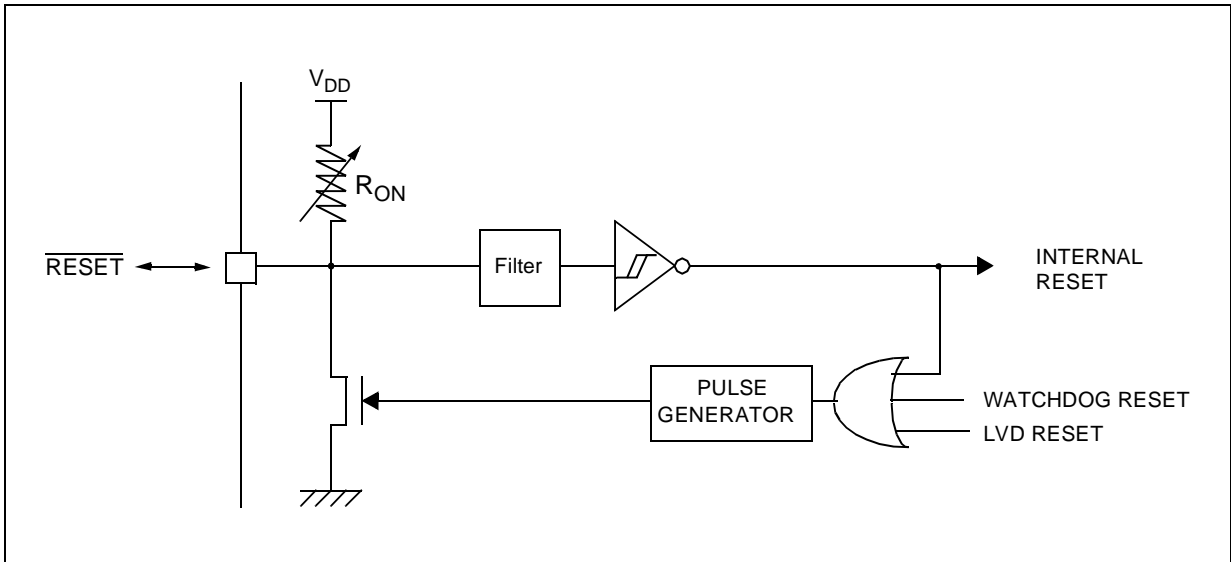 VDD
RON
RESET
Filter
INTERNAL
RESET
PULSE
GENERATOR
WATCHDOG RESET
LVD RESET